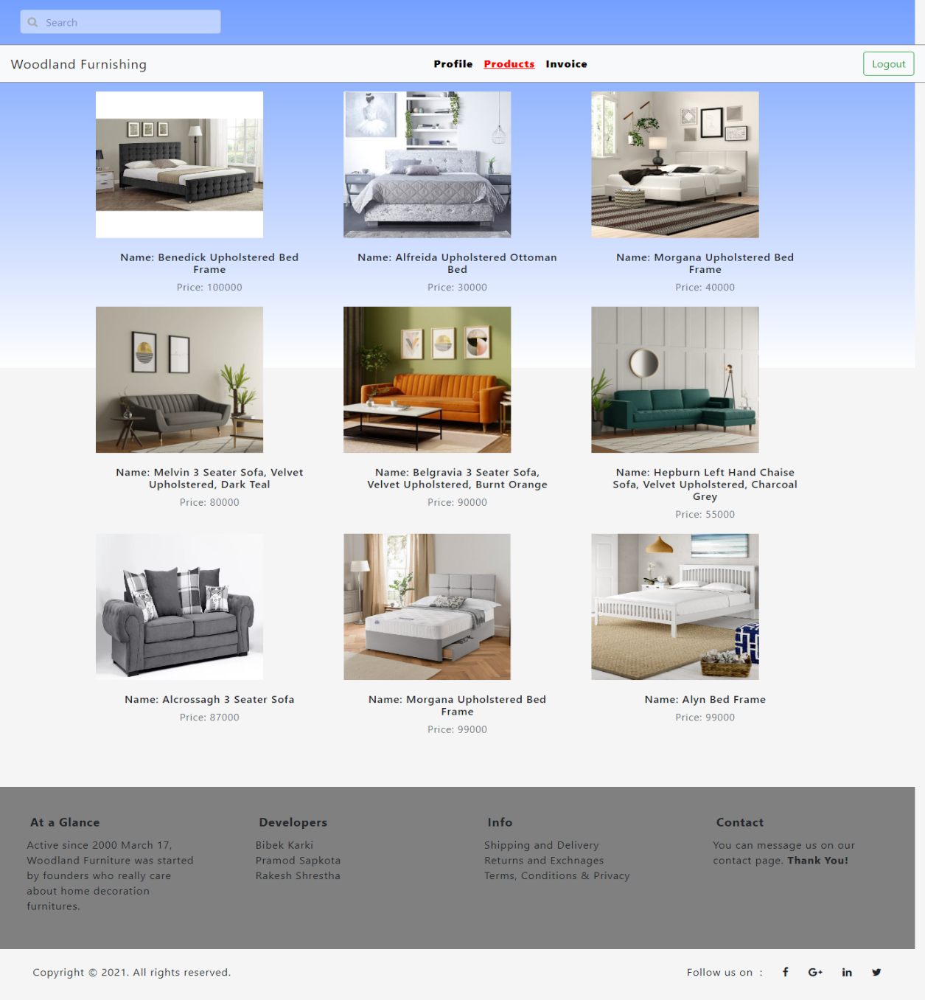 Search
Woodland Furnishing
Profile Products Invoice
Logout
Name: Benedick Upholstered Bed
Frame
Price: 100000
Name: Alfreida Upholstered Ottoman
Bed
Price: 30000
Name: Morgana Upholstered Bed
Frame
Price: 40000
Name: Melvin 3 Seater Sofa, Velvet
Upholstered, Dark Teal
Price: 80000
Name: Belgravia 3 Seater Sofa,
Velvet Upholstered, Burnt Orange
Price: 90000
Name: Hepburn Left Hand Chaise
Sofa, Velvet Upholstered, Charcoal
Grey
Price: 55000
Name: Alcrossagh 3 Seater Sofa
Price: 87000
Name: Morgana Upholstered Bed
Frame
Price: 99000
Name: Alyn Bed Frame
Price: 99000
At a Glance
Active since 2000 March 17,
Woodland Furniture was started
by founders who really care
about home decoration
furnitures.
Developers
Bibek Karki
Pramod Sapkota
Rakesh Shrestha
Info
Shipping and Delivery
Returns and Exchnages
Terms, Conditions & Privacy
Contact
You can message us on our
contact page. Thank You!
Copyright © 2021. All rights reserved.
Follow us on :